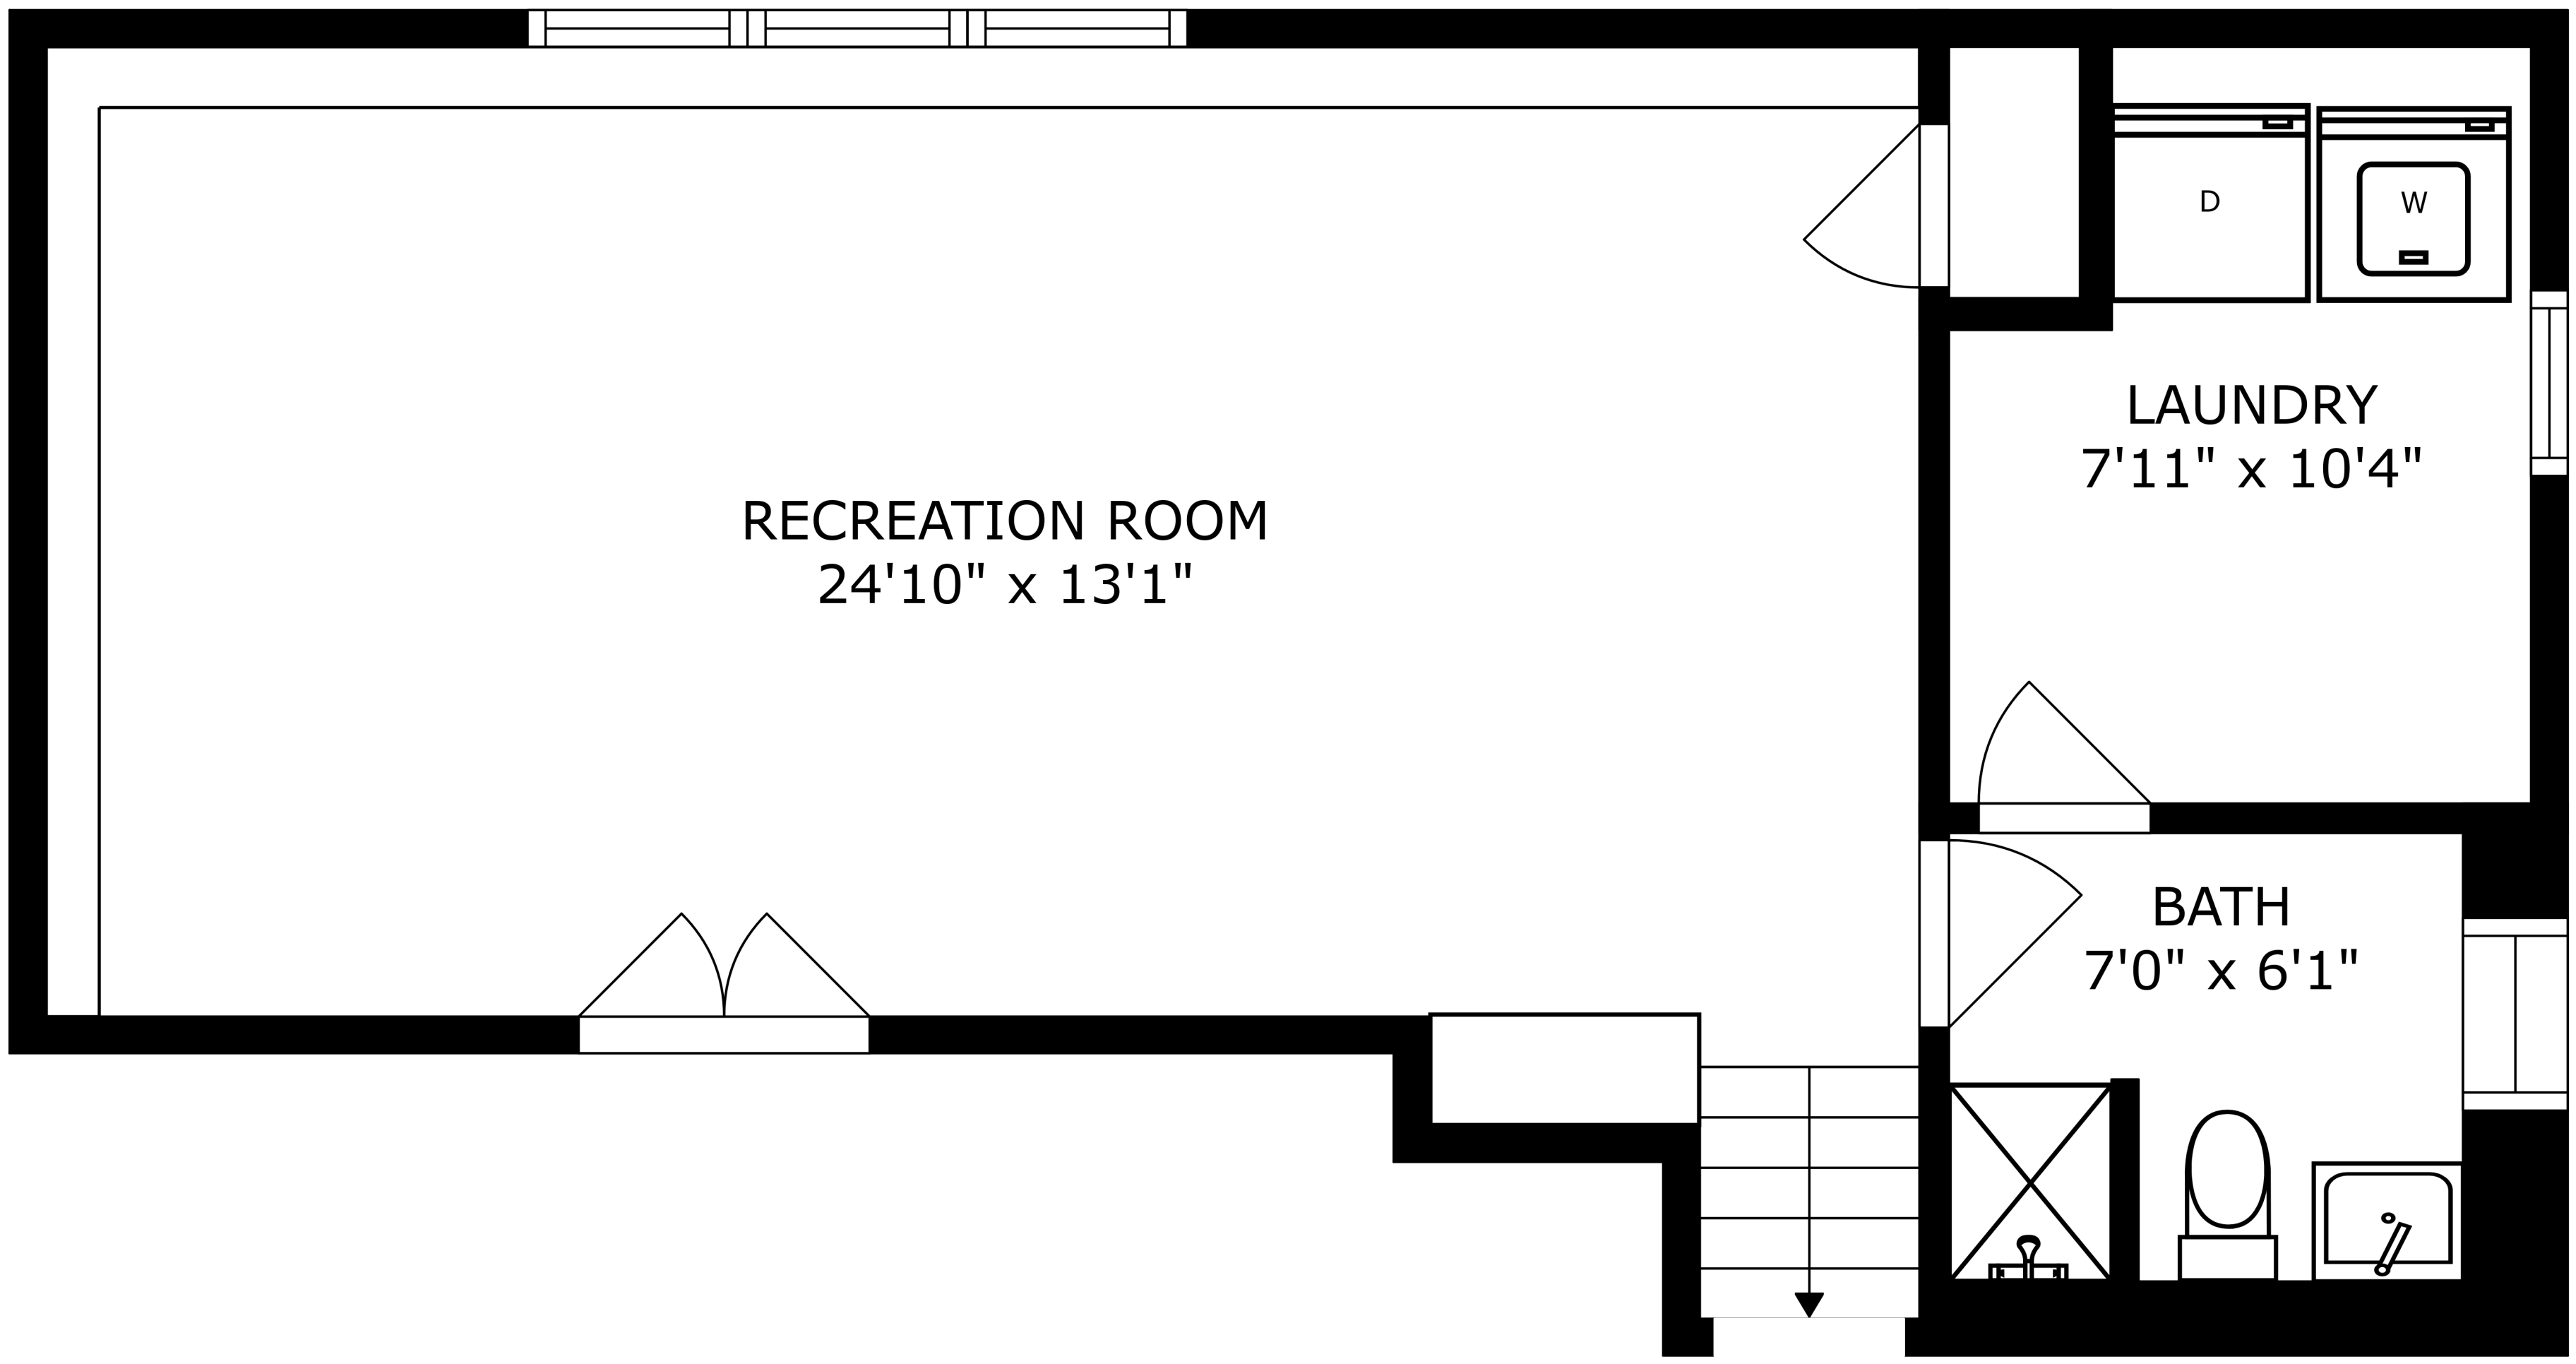 D
W
LAUNDRY
7'11" x 10'4"
RECREATION ROOM
24'10" x 13'1"
BATH
7'0" x 6'1"